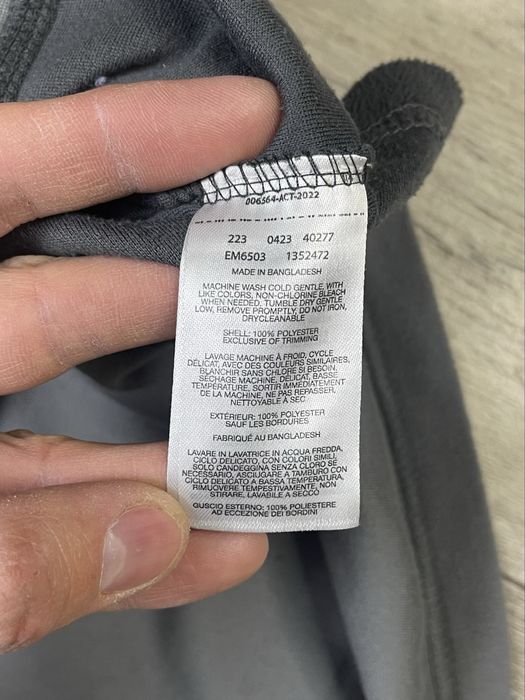 006564-ACT-2022
223 0423 40277
EM6503 1352472
MADE IN BANGLADESH
MACHINE WASH COLD GENTLE, WITH
LIKE COLORS, NON-CHLORINE BLEACH
WHEN NEEDED, TUMBLE DRY GENTLE
LOW, REMOVE PROMPTLY, DO NOT IRON,
DRYCLEANABLE
SHELL: 100% POLYESTER
EXCLUSIVE OF TRIMMING
LAVAGE MACHINE À FROID, CYCLE
DÉLICAT, AVEC DES COULEURS SIMILAIRES,
BLANCHIR SANS CHLORE SI BESOIN,
SÉCHAGE MACHINE, DÉLICAT, BASSE
TEMPÉRATURE, SORTIR IMMÉDIATEMENT
DE LA MACHINE, NE PAS REPASSER,
NETTOYABLE À SEC
EXTÉRIEUR: 100% POLYESTER
SAUF LES BORDURES
FABRIQUÉ AU BANGLADESH
LAVARE IN LAVATRICE IN ACQUA FREDDA,
CICLO DELICATO, CON COLORI SIMILI,
SOLO CANDEGGINA SENZA CLORO SE
NECESSARIO, ASCIUGARE A TAMBURO CON
CICLO DELICATO A BASSA TEMPERATURA,
RIMUOVERE TEMPESTIVAMENTE, NON
STIRARE, LAVABILE A SECCO
GUSCIO ESTERNO: 100% POLIESTERE
AD ECCEZIONE DEI BORDINI